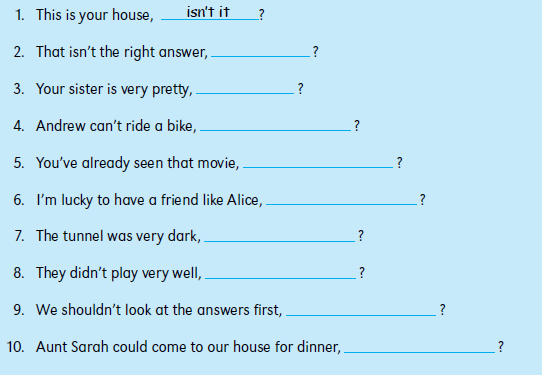 1. This is your house, isn't it ?
2. That isn't the right answer, ?
3. Your sister is very pretty, ?
4. Andrew can't ride a bike, ?
5. You've already seen that movie, ?
6. I'm lucky to have a friend like Alice, ?
7. The tunnel was very dark, ?
8. They didn't play very well, ?
9. We shouldn't look at the answers first, ?
10. Aunt Sarah could come to our house for dinner, ?